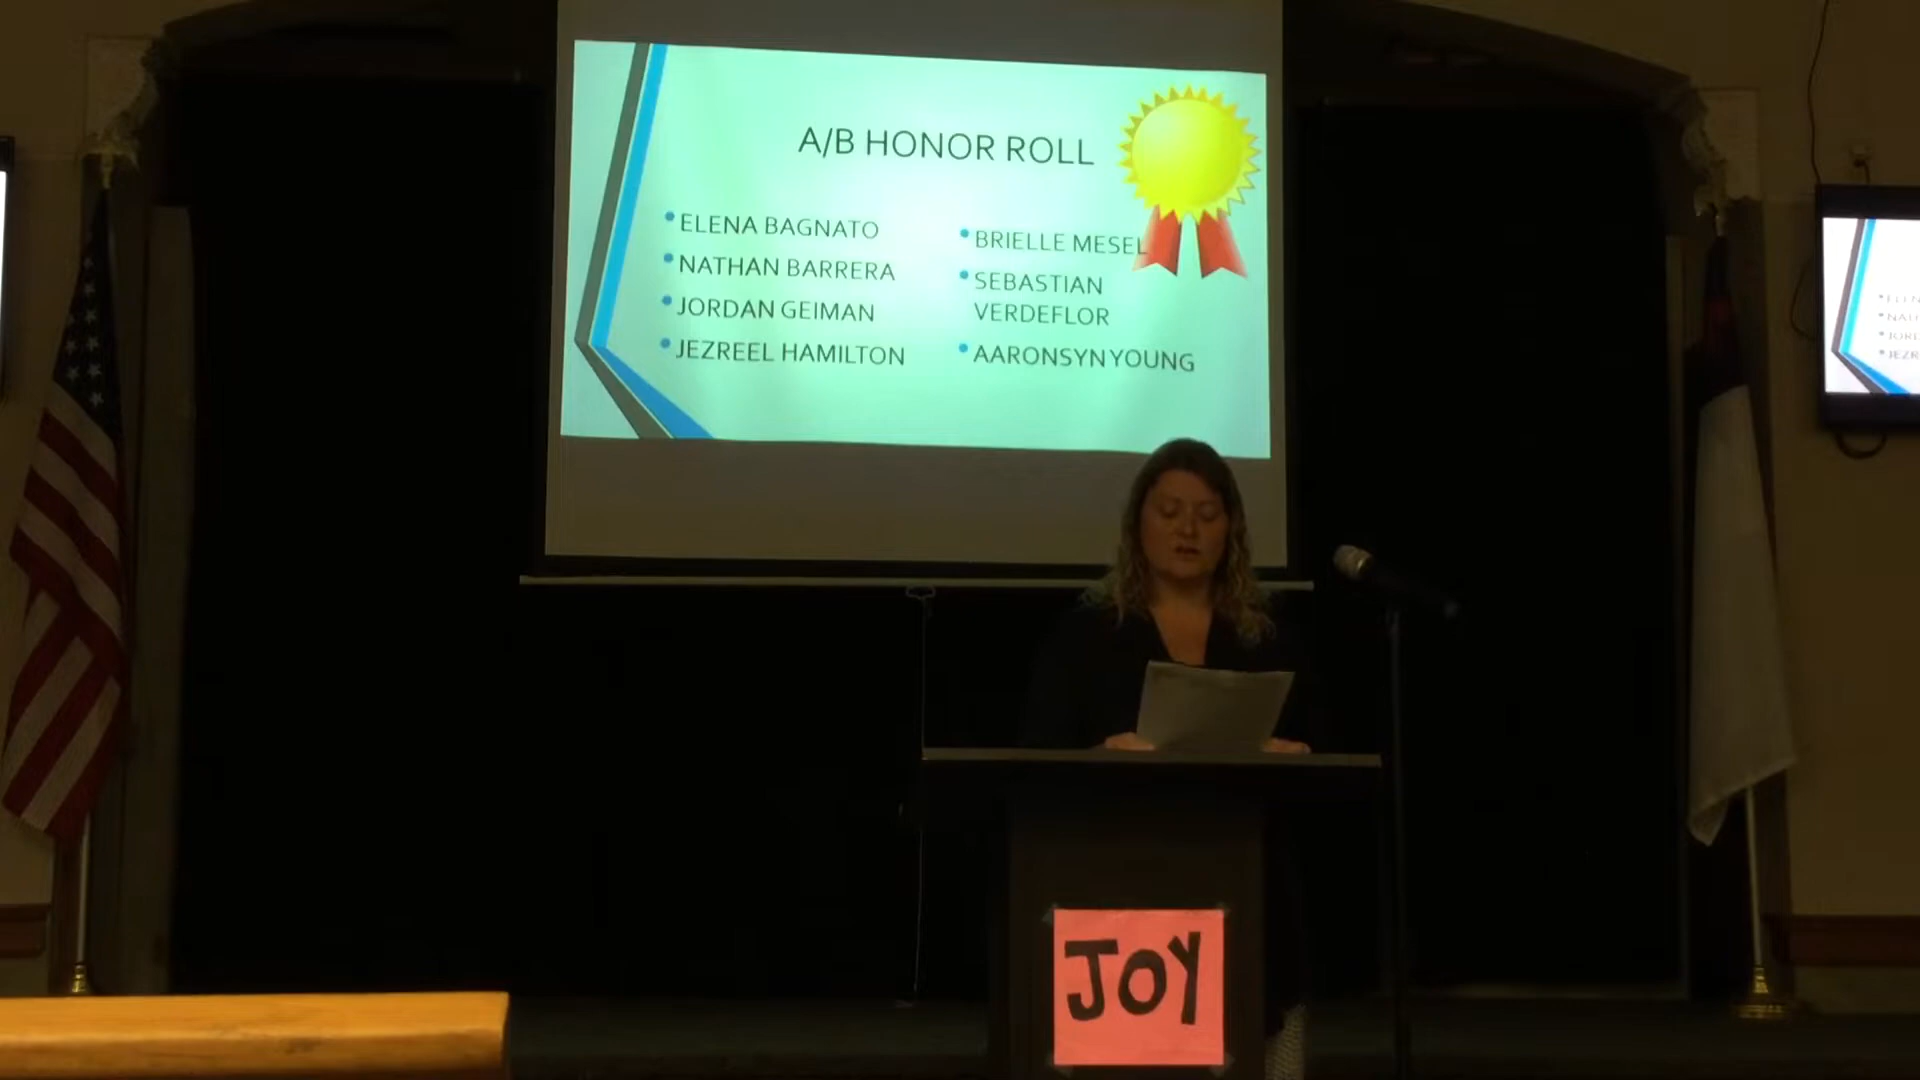 A/B HONOR ROLL
ELENA BAGNATO
NATHAN BARRERA
JORDAN GEIMAN
JEZREEL HAMILTON
BRIELLE MESEL
SEBASTIAN
VERDEFLOR
AARONSYN YOUNG
JOY